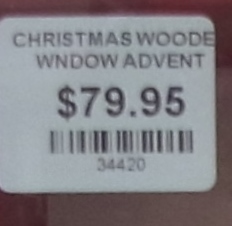 CHRISTMAS WOODE
WNDOW ADVENT
$79.95
34420